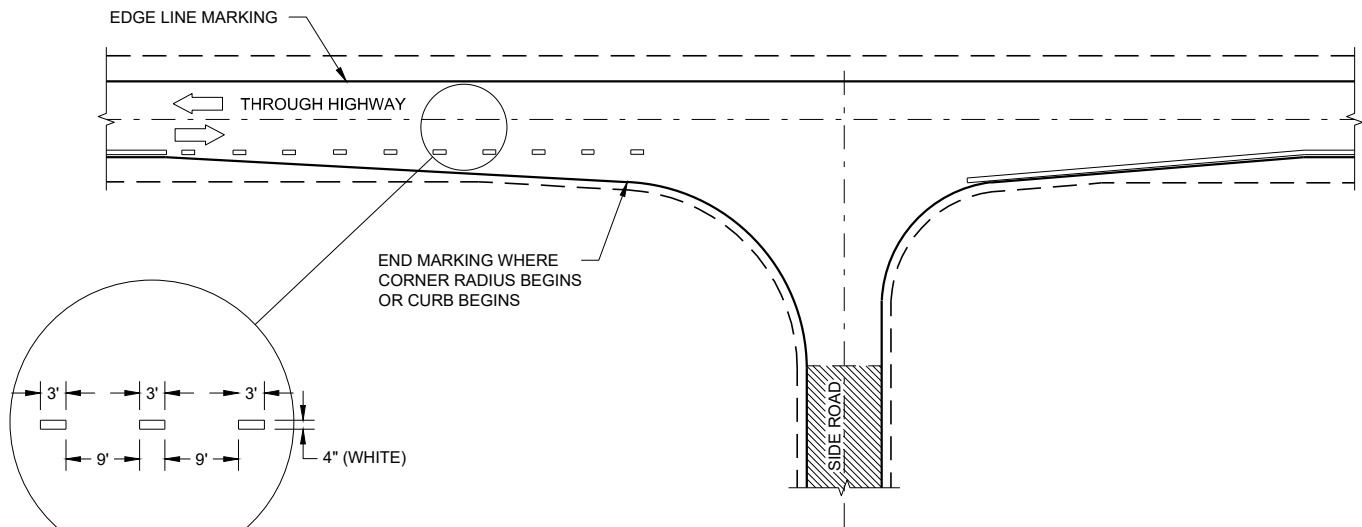 EDGE LINE MARKING
THROUGH HIGHWAY
END MARKING WHERE
CORNER RADIUS BEGINS
OR CURB BEGINS
3' 3' 3'
9' 9'
4" (WHITE)
SIDE ROAD